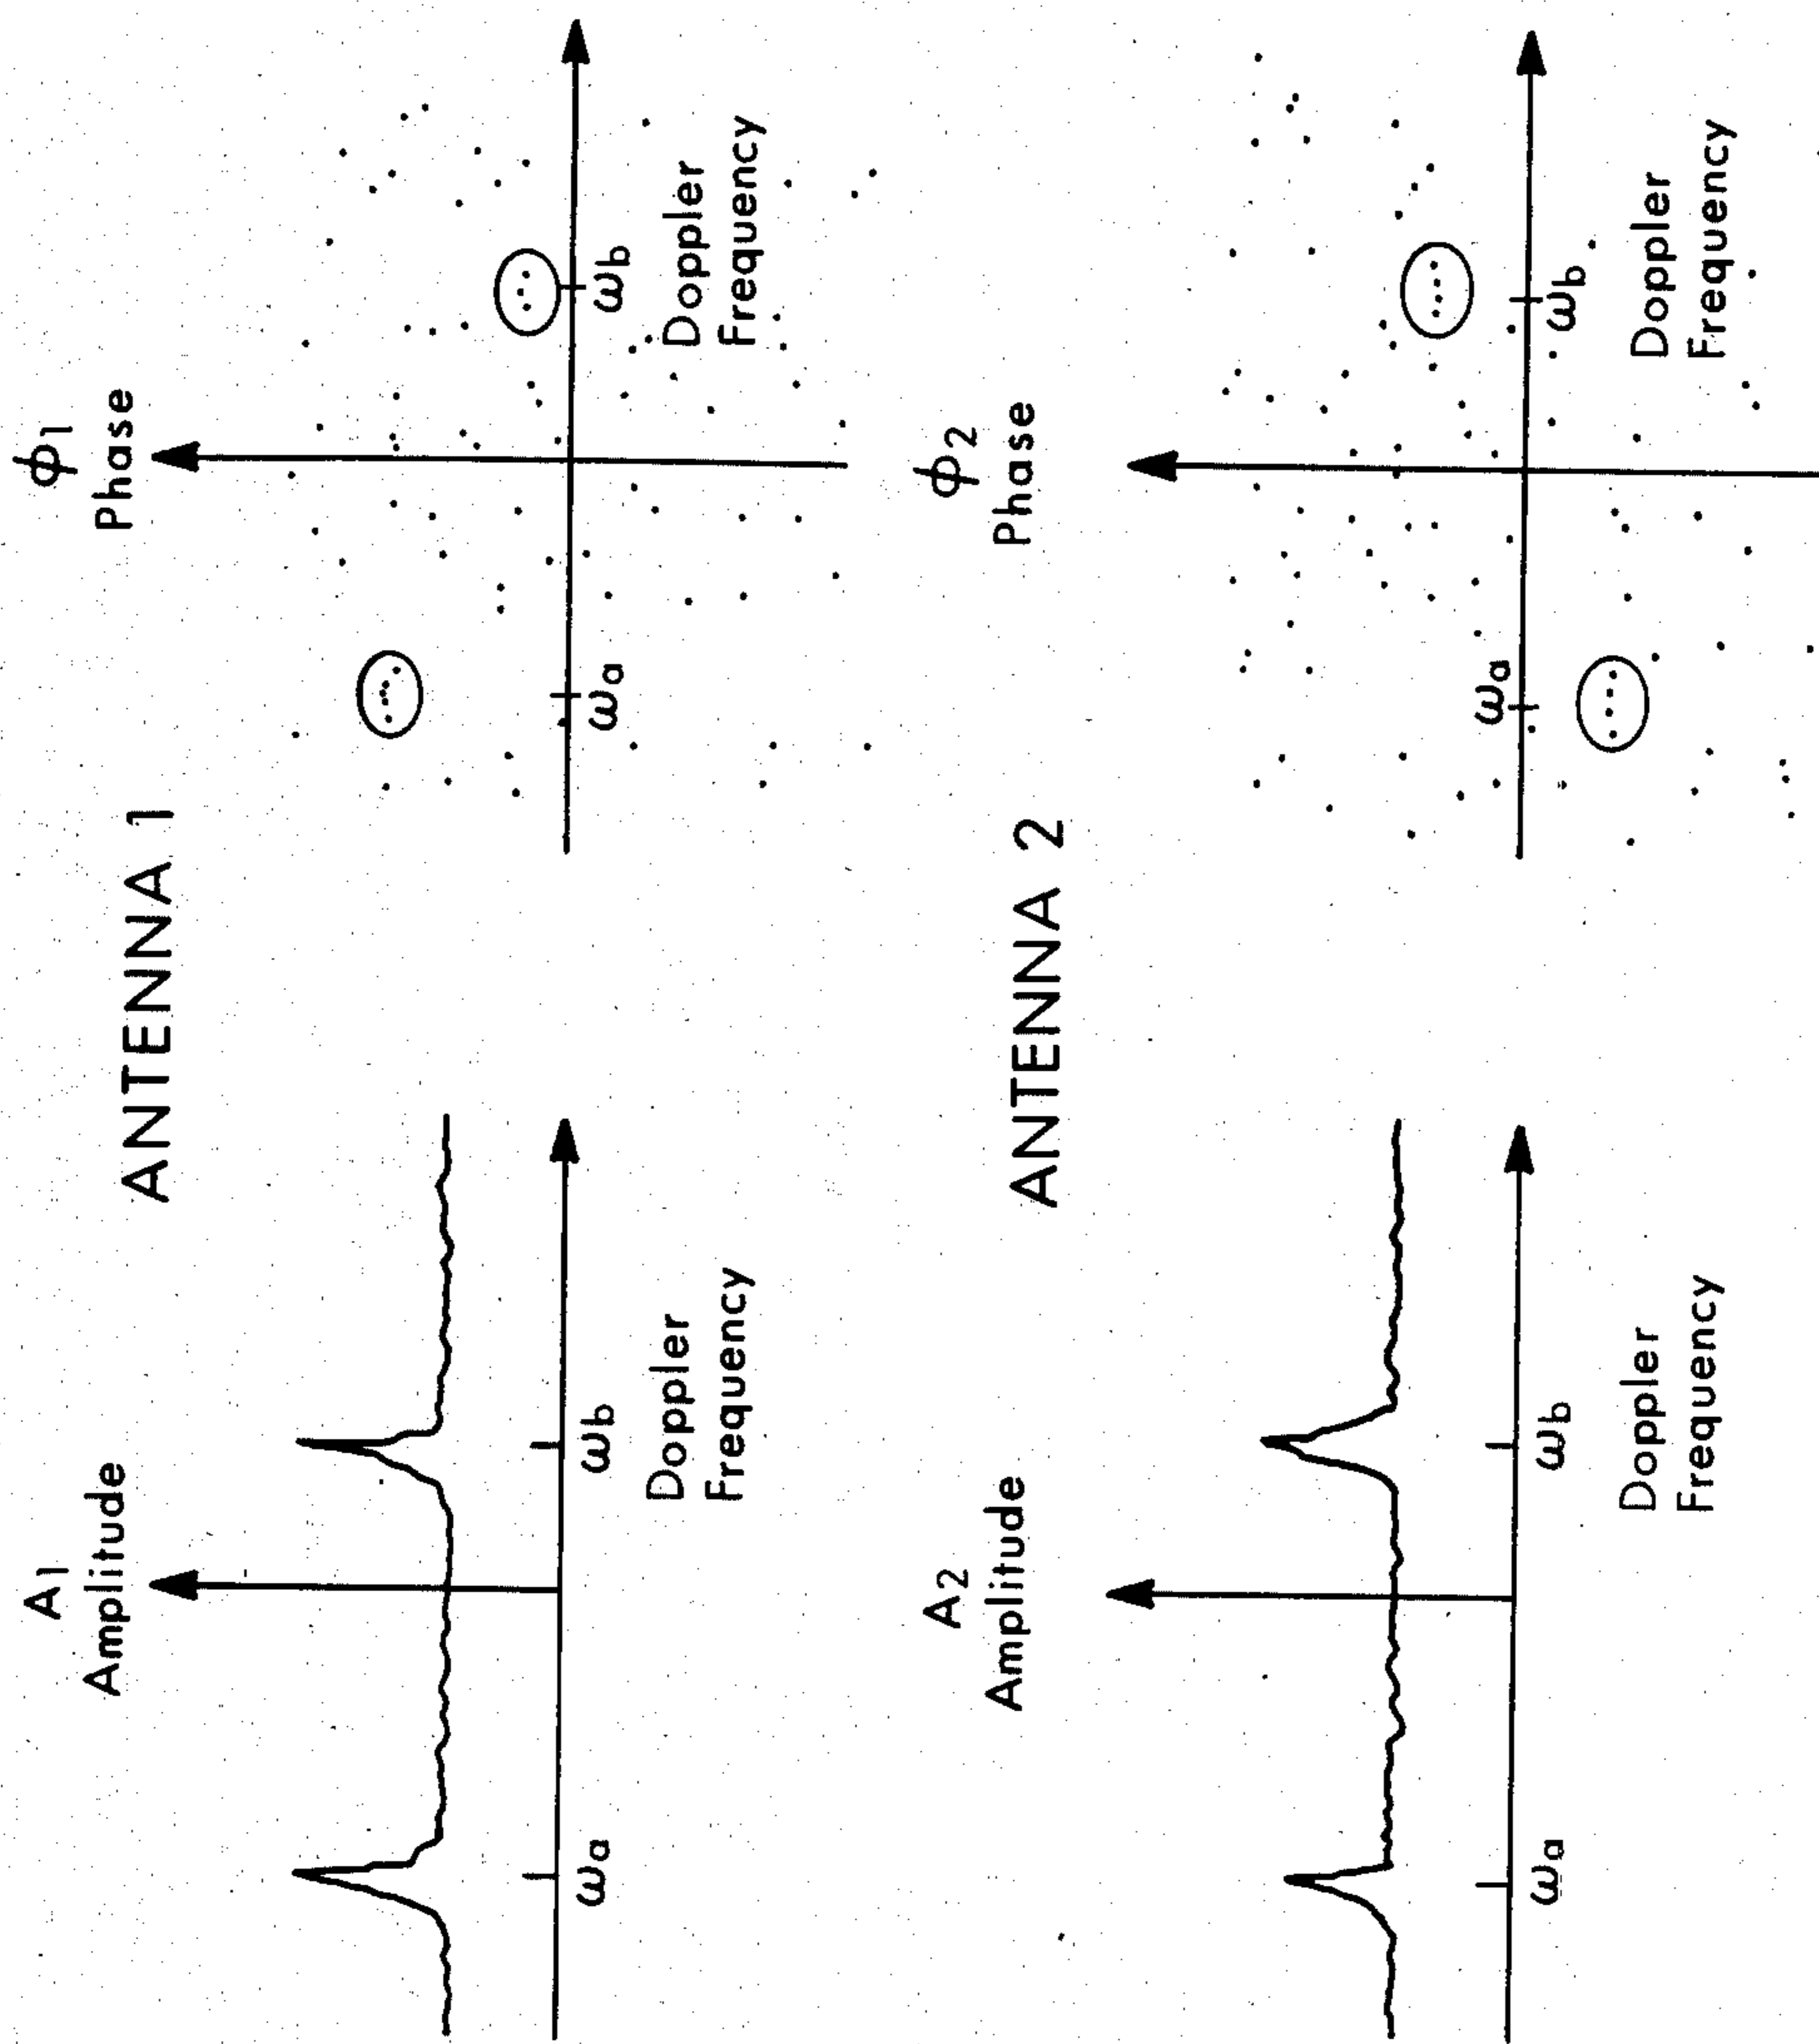 ANTENNA 1
A1
Amplitude
ωa
ωb
Doppler
Frequency
ϕ1
Phase
ωa
ωb
Doppler
Frequency
ANTENNA 2
A2
Amplitude
ωa
ωb
Doppler
Frequency
ϕ2
Phase
ωa
ωb
Doppler
Frequency